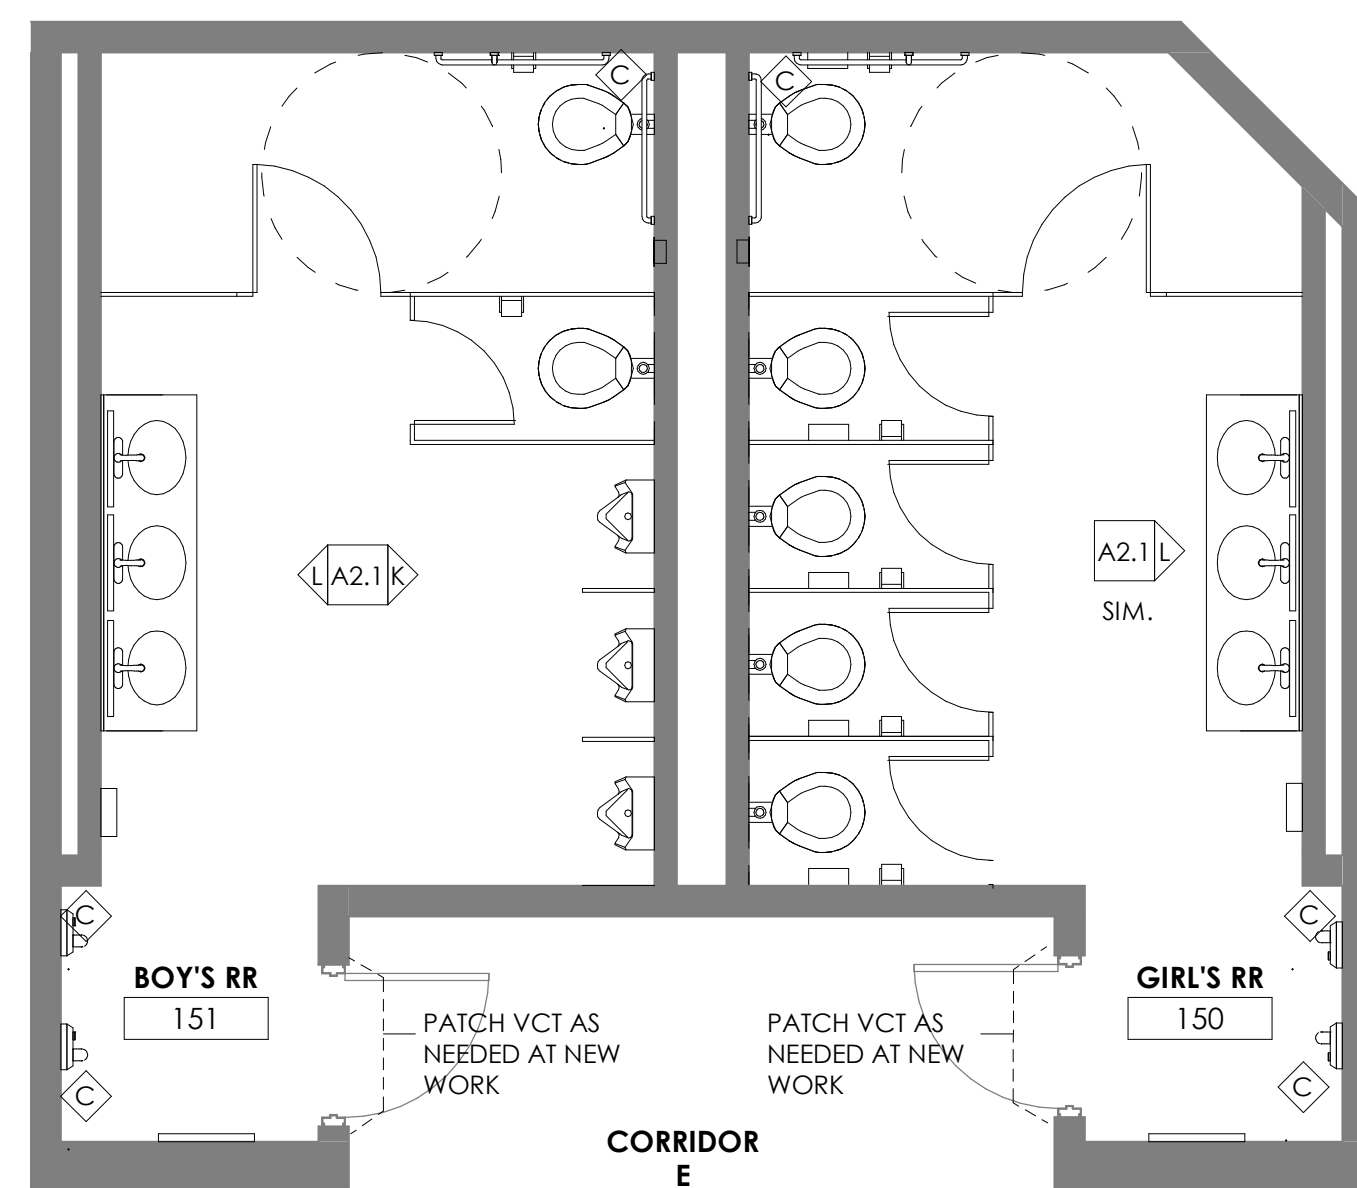 C
C
L A2.1 K
A2.1 L
SIM.
C
C
BOY'S RR
151
GIRL'S RR
150
PATCH VCT AS
NEEDED AT NEW
WORK
PATCH VCT AS
NEEDED AT NEW
WORK
C
C
CORRIDOR
E